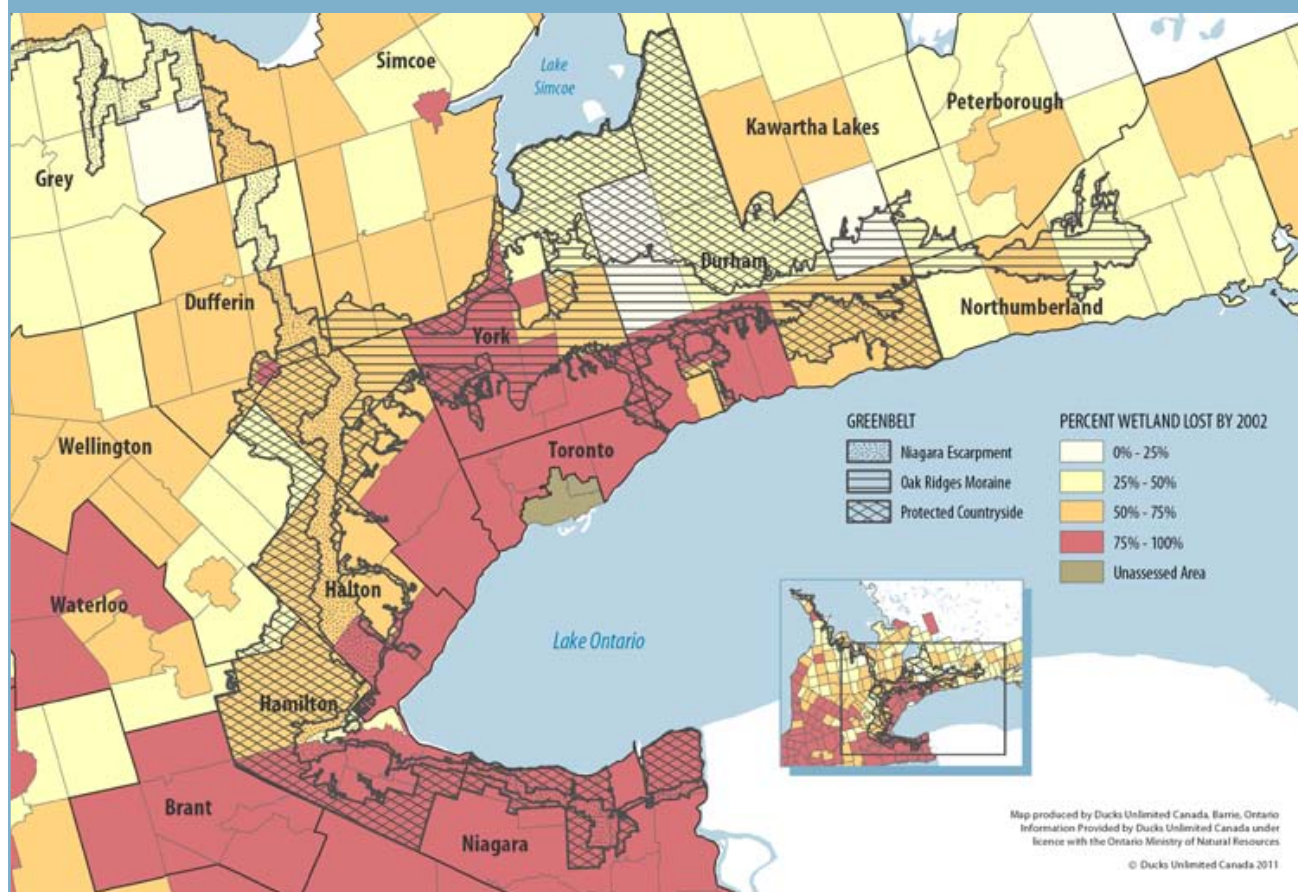 Simcoe
Lake
Simcoe
Peterborough
Kawartha Lakes
Grey
Durham
Dufferin
Northumberland
York
GREENBELT
Niagara Escarpment
Oak Ridges Moraine
Protected Countryside
PERCENT WETLAND LOST BY 2002
0% - 25%
25% - 50%
50% - 75%
75% - 100%
Unassessed Area
Wellington
Toronto
Waterloo
Halton
Lake Ontario
Hamilton
Brant
Niagara
Map produced by Ducks Unlimited Canada, Barrie, Ontario
Information Provided by Ducks Unlimited Canada under
licence with the Ontario Ministry of Natural Resources
© Ducks Unlimited Canada 2011